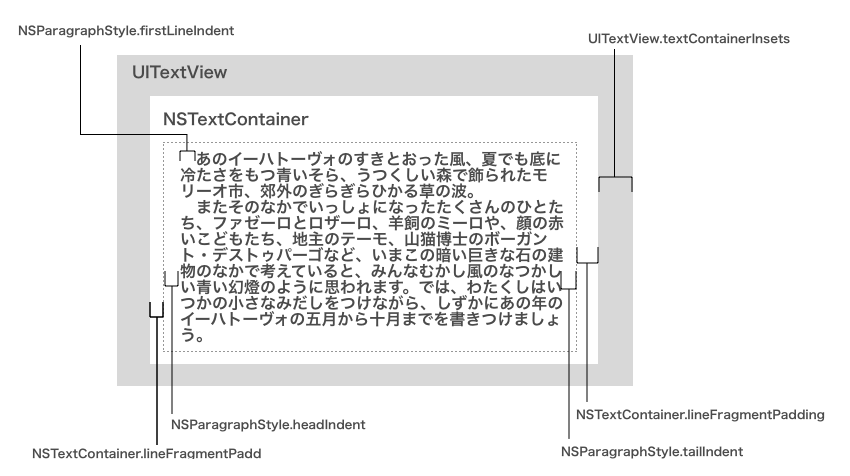 NSParagraphStyle.firstLineIndent
UITextView.textContainerInsets
UITextView
NSTextContainer
あのイーハトーヴォのすきとおった風、夏でも底に
冷たさをもつ青いそら、うつくしい森で飾られたモ
リーオ市、郊外のぎらぎらひかる草の波。
またそのなかでいっしょになったたくさんのひとた
ち、ファゼーロとロザーロ、羊飼のミーロや、顔の赤
いこどもたち、地主のテーモ、山猫博士のボーガン
ト・デストゥパーゴなど、いまこの暗い巨きな石の建
物のなかで考えていると、みんなむかし風のなつかし
い青い幻燈のように思われます。では、わたくしはい
つかの小さなみだしをつけながら、しずかにあの年の
イーハトーヴォの五月から十月までを書きつけましょ
う。
NSTextContainer.lineFragmentPadding
NSParagraphStyle.headIndent
NSParagraphStyle.tailIndent
NSTextContainer.lineFragmentPadd